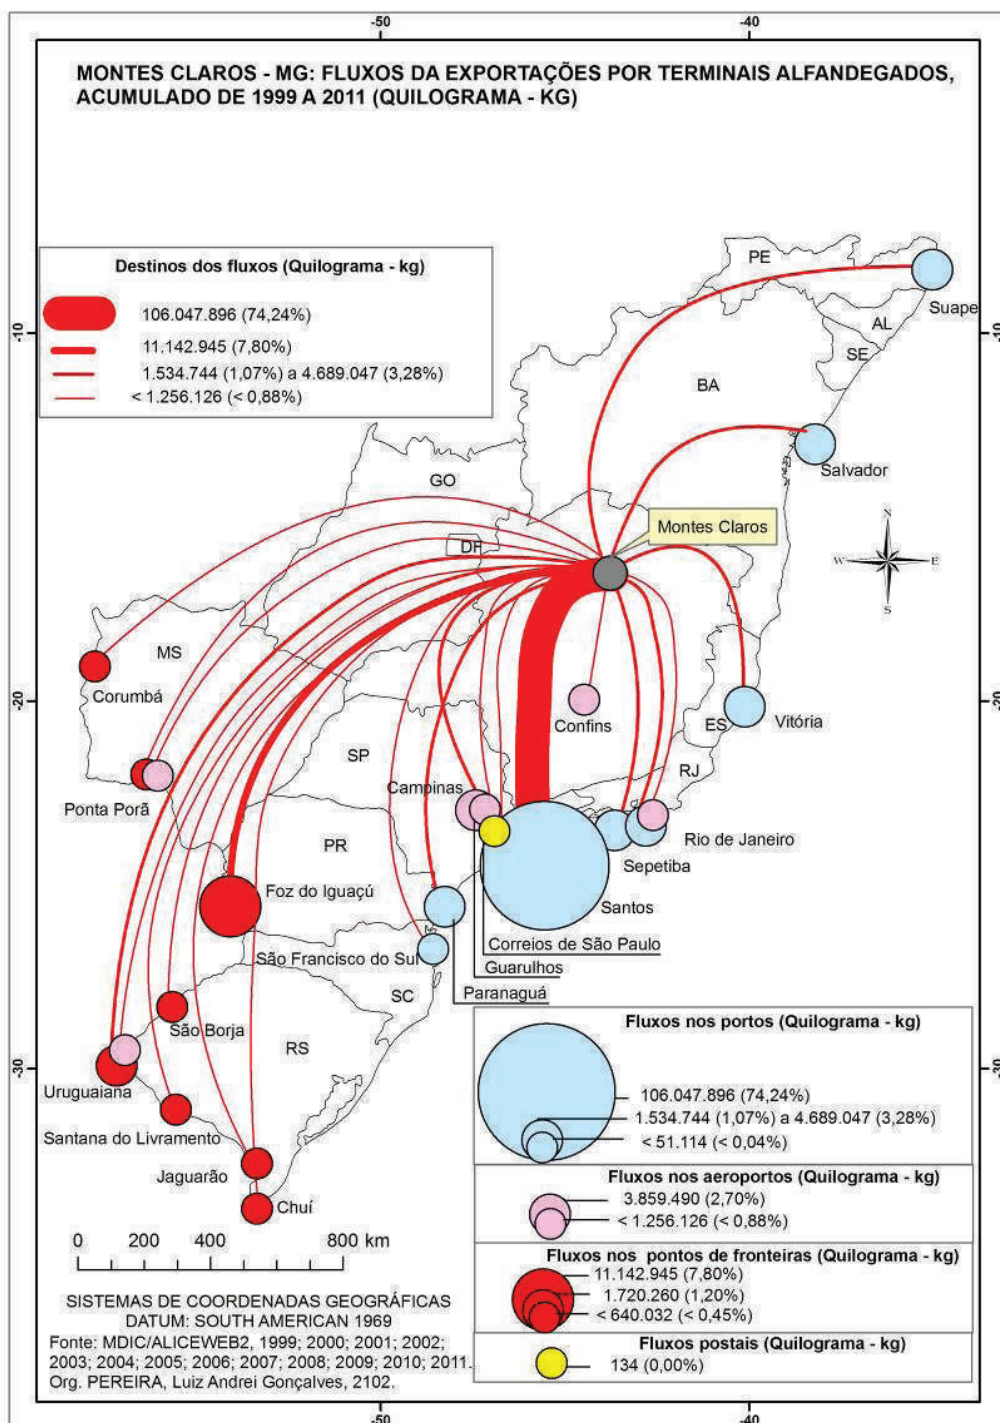 -50
-40
MONTES CLAROS - MG: FLUXOS DA EXPORTAÇÕES POR TERMINAIS ALFANDEGADOS,
ACUMULADO DE 1999 A 2011 (QUILOGRAMA - KG)
Destinos dos fluxos (Quilograma - kg)
106.047.896 (74,24%)
11.142.945 (7,80%)
1.534.744 (1,07%) a 4.689.047 (3,28%)
< 1.256.126 (< 0,88%)
PE
Suape
AL
SE
-10
-10
BA
Salvador
GO
DF
Montes Claros
N
W
E
S
MS
Corumbá
-20
-20
Confins
ES
Vitória
SP
RJ
Campinas
Ponta Porã
Rio de Janeiro
PR
Sepetiba
Foz do Iguaçú
Santos
Correios de São Paulo
São Francisco do Sul
Guarulhos
Paranaguá
SC
São Borja
RS
-30
-30
Uruguaiana
Santana do Livramento
Jaguarão
Chuí
Fluxos nos portos (Quilograma - kg)
106.047.896 (74,24%)
1.534.744 (1,07%) a 4.689.047 (3,28%)
< 51.114 (< 0,04%)
Fluxos nos aeroportos (Quilograma - kg)
3.859.490 (2,70%)
< 1.256.126 (< 0,88%)
Fluxos nos pontos de fronteiras (Quilograma - kg)
11.142.945 (7,80%)
1.720.260 (1,20%)
< 640.032 (< 0,45%)
Fluxos postais (Quilograma - kg)
134 (0,00%)
0 200 400 800 km
SISTEMAS DE COORDENADAS GEOGRÁFICAS
DATUM: SOUTH AMERICAN 1969
Fonte: MDIC/ALICEWEB2, 1999; 2000; 2001; 2002;
2003; 2004; 2005; 2006; 2007; 2008; 2009; 2010; 2011.
Org. PEREIRA, Luiz Andrei Gonçalves, 2102.
-50
-40